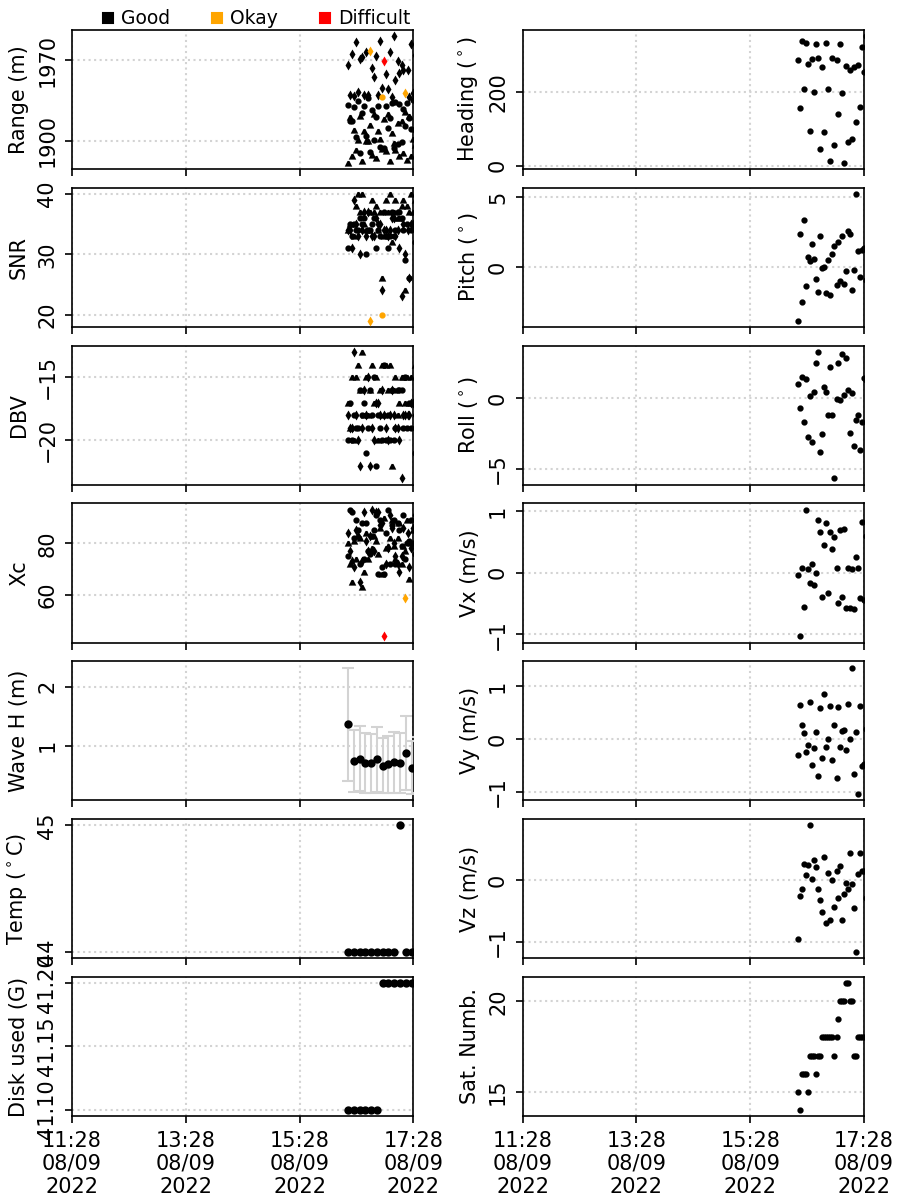 Good Okay Difficult
Range (m)
1970
1900
Heading (°)
200
0
SNR
40
30
20
Pitch (°)
5
0
DBV
−15
−20
Roll (°)
0
−5
Xc
80
60
Vx (m/s)
1
0
−1
Wave H (m)
2
1
Vy (m/s)
1
0
−1
Temp (°C)
45
44
Vz (m/s)
0
−1
Disk used (G)
41.20
41.15
41.10
Sat. Numb.
20
15
11:28 13:28 15:28 17:28 11:28 13:28 15:28 17:28
08/09 08/09 08/09 08/09 08/09 08/09 08/09 08/09
2022 2022 2022 2022 2022 2022 2022 2022